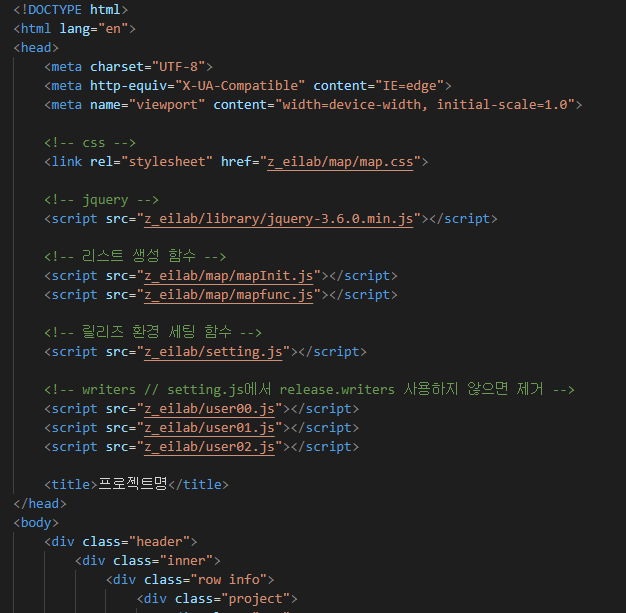 <!DOCTYPE html>
<html lang="en">
<head>
    <meta charset="UTF-8">
    <meta http-equiv="X-UA-Compatible" content="IE=edge">
    <meta name="viewport" content="width=device-width, initial-scale=1.0">

    <!-- css -->
    <link rel="stylesheet" href="z_eilab/map/map.css">

    <!-- jquery -->
    <script src="z_eilab/library/jquery-3.6.0.min.js"></script>

    <!-- 리스트 생성 함수 -->
    <script src="z_eilab/map/mapInit.js"></script>
    <script src="z_eilab/map/mapfunc.js"></script>

    <!-- 릴리즈 환경 세팅 함수 -->
    <script src="z_eilab/setting.js"></script>

    <!-- writers // setting.js에서 release.writers 사용하지 않으면 제거 -->
    <script src="z_eilab/user00.js"></script>
    <script src="z_eilab/user01.js"></script>
    <script src="z_eilab/user02.js"></script>

    <title>프로젝트명</title>
</head>
<body>
    <div class="header">
        <div class="inner">
            <div class="row info">
                <div class="project">